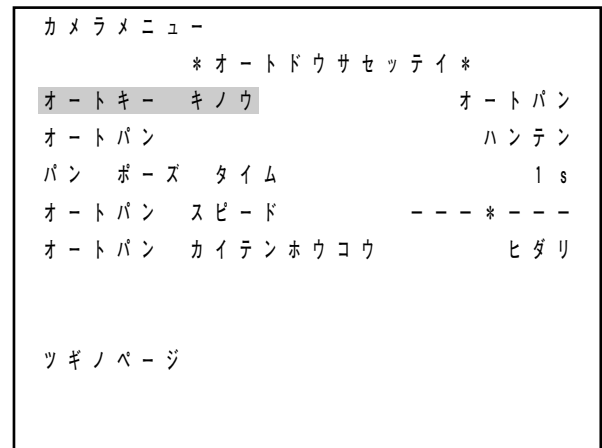 カメラメニュー
*オートドウサセッテイ*
オートキー キノウ オートパン
オートパン ハンテン
パン ポーズ タイム 1s
オートパン スピード ---*---
オートパン カイテンホウコウ ヒダリ
ツギノページ